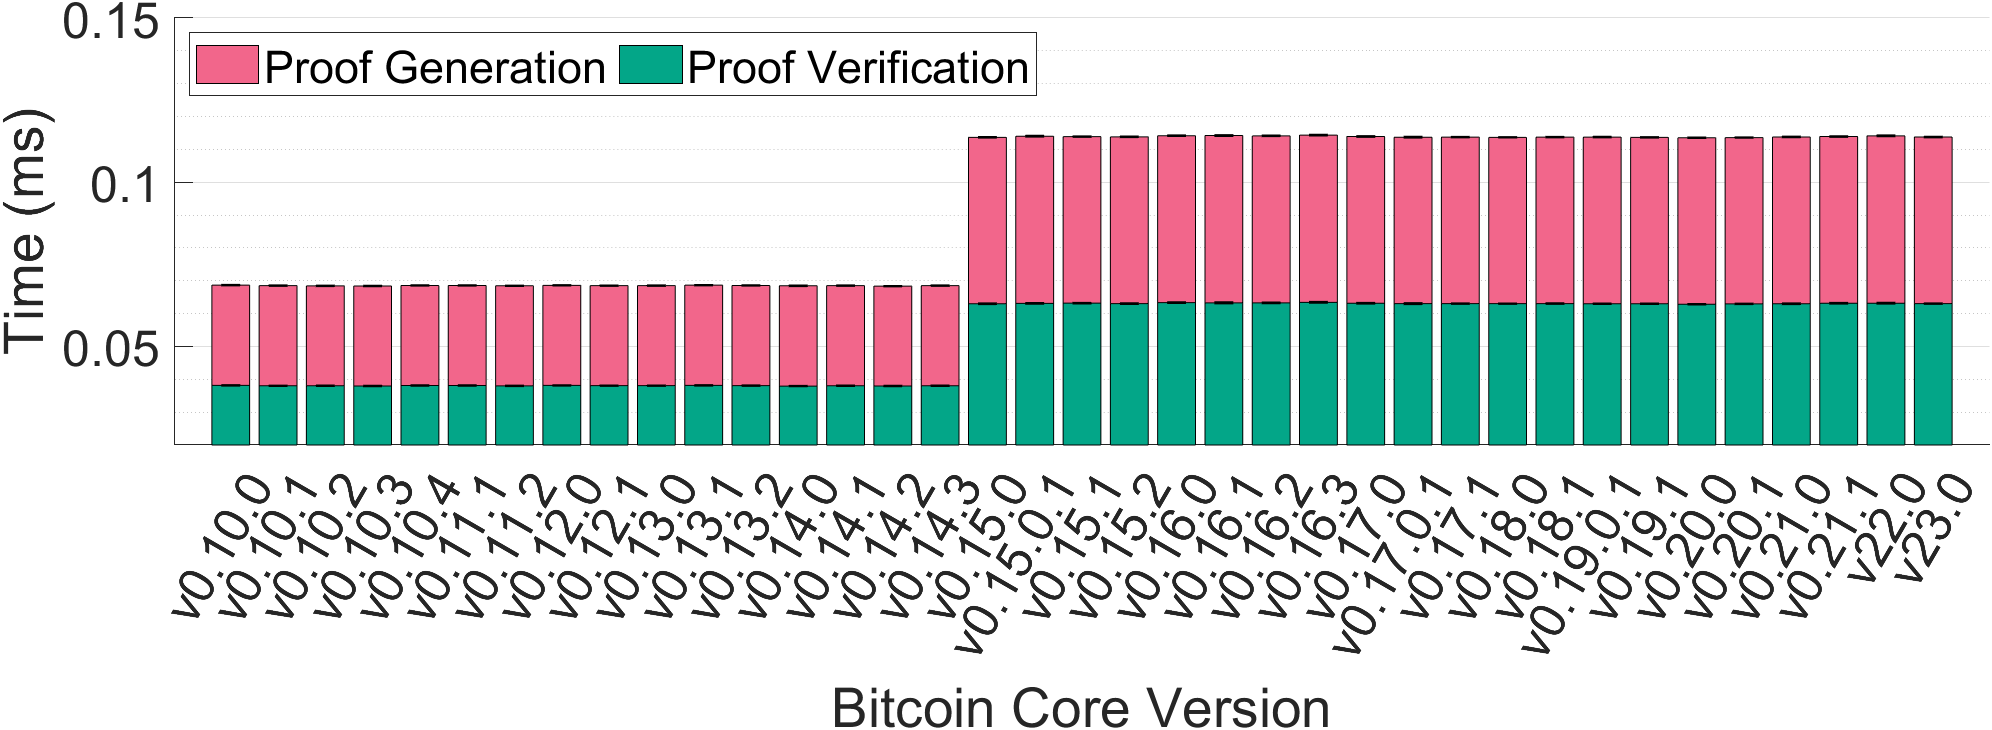 0.15
0.1
0.05
Time (ms)
Proof Generation
Proof Verification
v0.10.0
v0.10.1
v0.10.2
v0.10.3
v0.10.4
v0.11.1
v0.11.2
v0.12.0
v0.12.1
v0.13.0
v0.13.1
v0.13.2
v0.14.0
v0.14.1
v0.14.2
v0.14.3
v0.15.0
v0.15.0.1
v0.15.1
v0.15.2
v0.16.0
v0.16.1
v0.16.2
v0.16.3
v0.17.0
v0.17.0.1
v0.17.1
v0.18.0
v0.18.1
v0.19.0.1
v0.19.1
v0.20.0
v0.20.1
v0.21.0
v0.21.1
v22.0
v23.0
Bitcoin Core Version